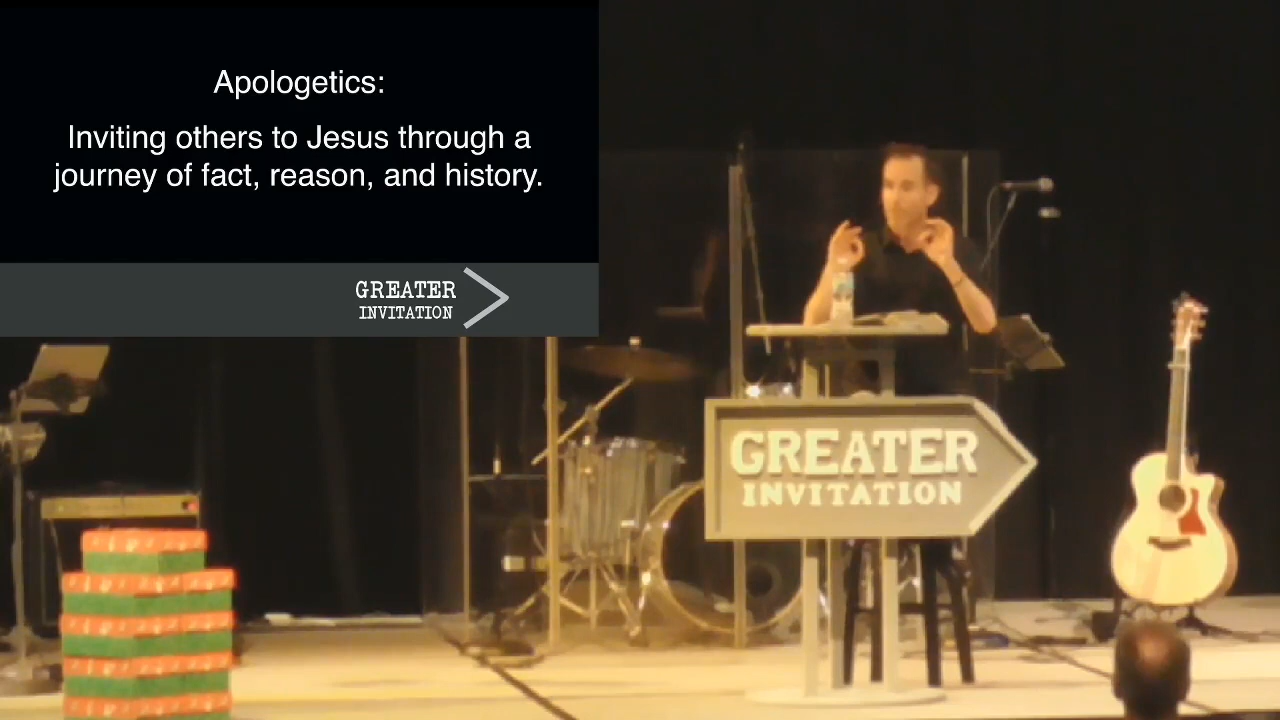 Apologetics:
Inviting others to Jesus through a
journey of fact, reason, and history.
GREATER
INVITATION
GREATER
INVITATION